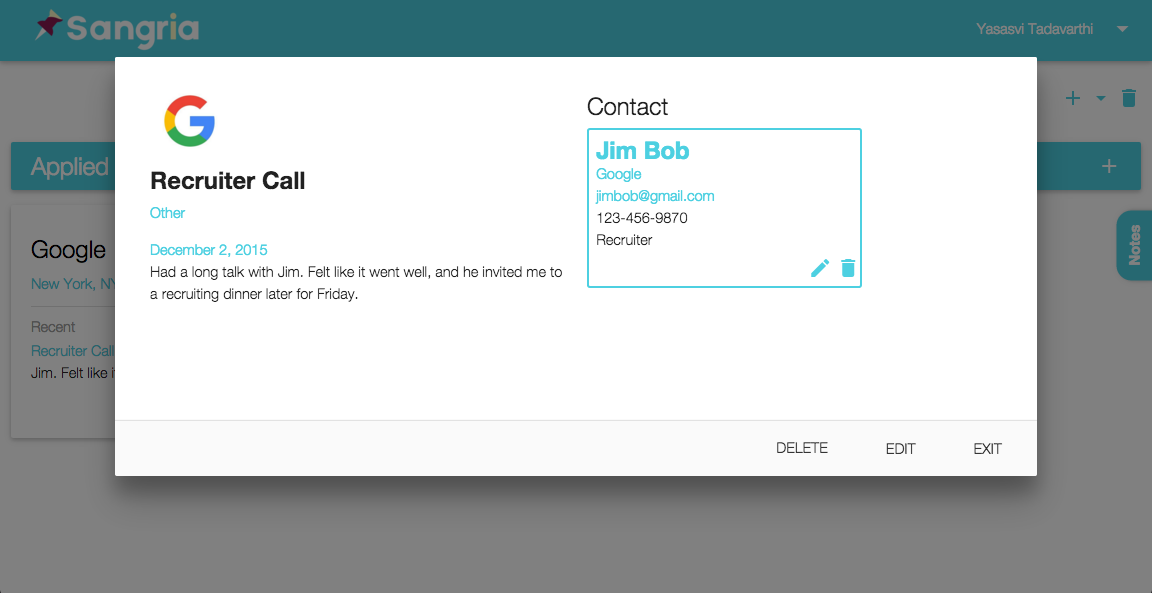 Sangria
Yasasvi Tadavarthi
Applied
Google
New York, NY
Recent
Recruiter Call
Jim. Felt like it
Notes
Recruiter Call
Other
December 2, 2015
Had a long talk with Jim. Felt like it went well, and he invited me to
a recruiting dinner later for Friday.
Contact
Jim Bob
Google
jimbob@gmail.com
123-456-9870
Recruiter
DELETE
EDIT
EXIT